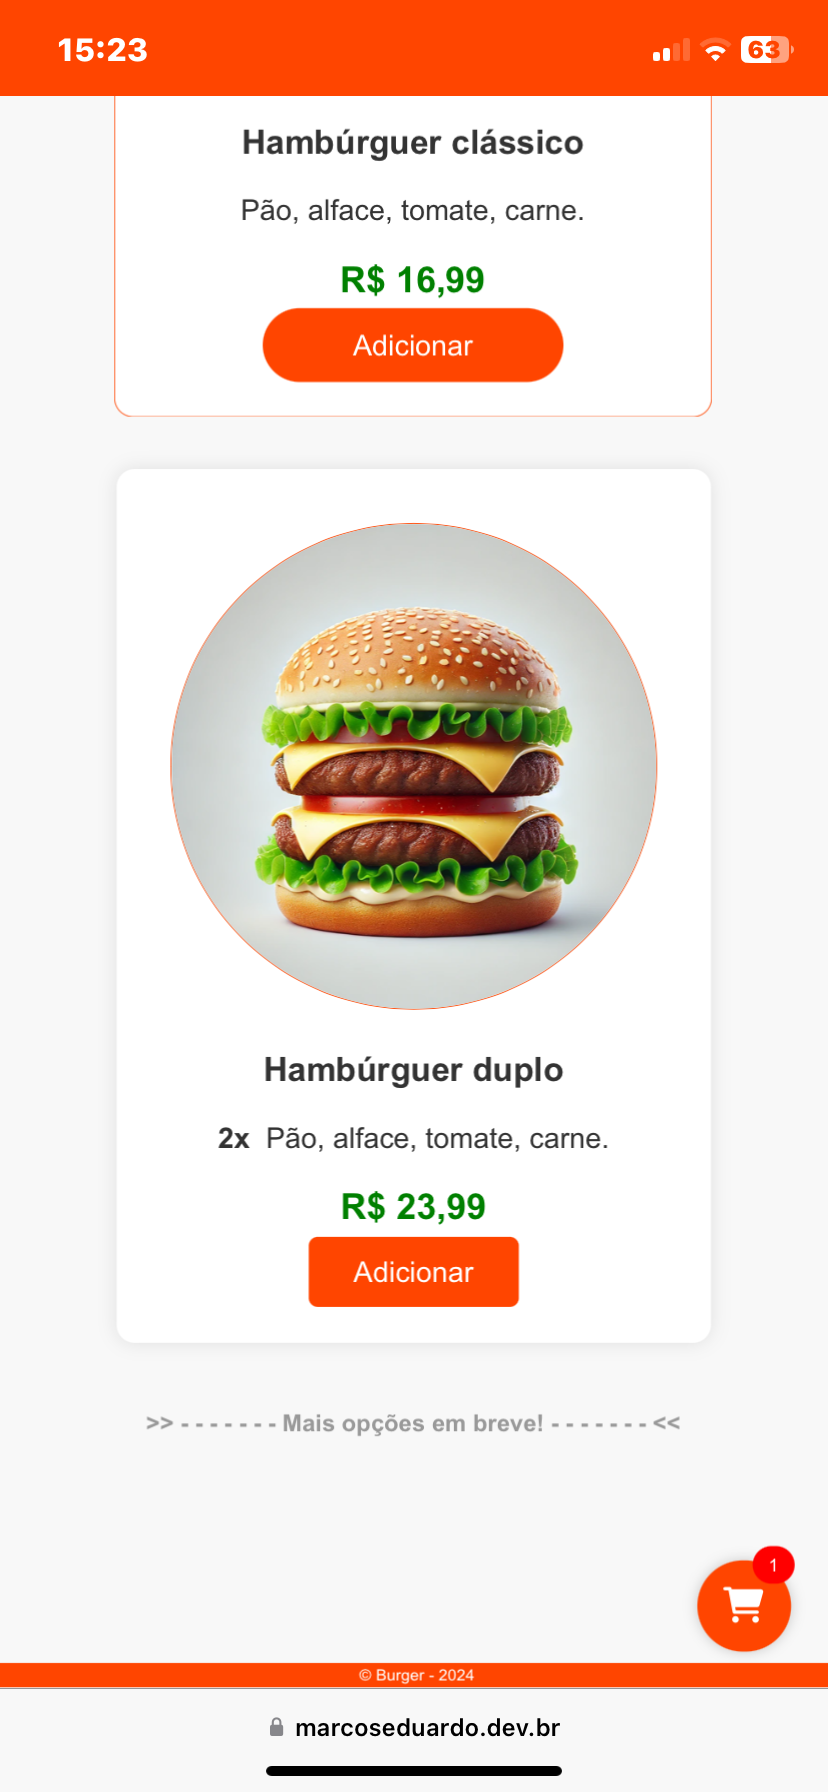 15:23
63
Hambúrguer clássico
Pão, alface, tomate, carne.
R$ 16,99
Adicionar
Hambúrguer duplo
2x Pão, alface, tomate, carne.
R$ 23,99
Adicionar
>> - - - - - - - Mais opções em breve! - - - - - - - <<
1
© Burger - 2024
marcoseduardo.dev.br